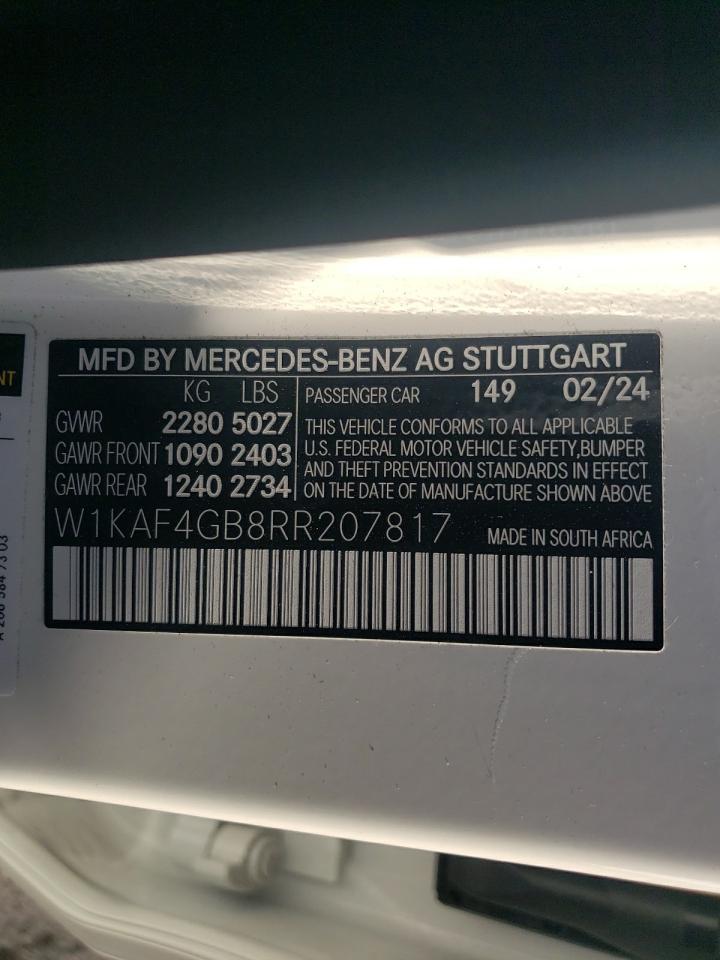 MFD BY MERCEDES-BENZ AG STUTTGART
KG LBS
GVWR 2280 5027
GAWR FRONT 1090 2403
GAWR REAR 1240 2734
PASSENGER CAR 149 02/24
THIS VEHICLE CONFORMS TO ALL APPLICABLE
U.S. FEDERAL MOTOR VEHICLE SAFETY, BUMPER
AND THEFT PREVENTION STANDARDS IN EFFECT
ON THE DATE OF MANUFACTURE SHOWN ABOVE
W1KAF4GB8RR207817 MADE IN SOUTH AFRICA
NT